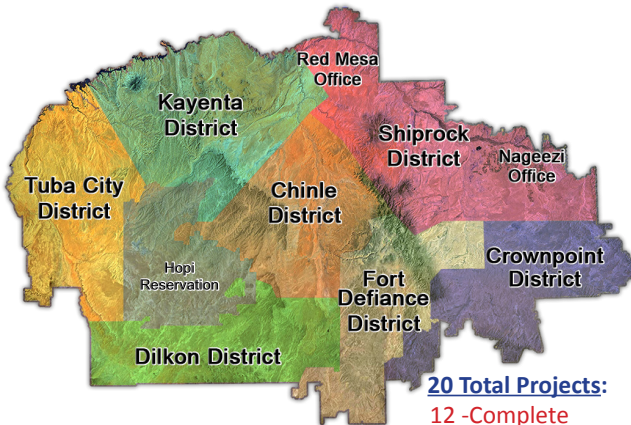 Red Mesa
Office
Kayenta
District
Shiprock
District
Nageezi
Office
Tuba City
District
Chinle
District
Hopi
Reservation
Crownpoint
District
Fort
Defiance
District
Dilkon District
20 Total Projects:
12 -Complete